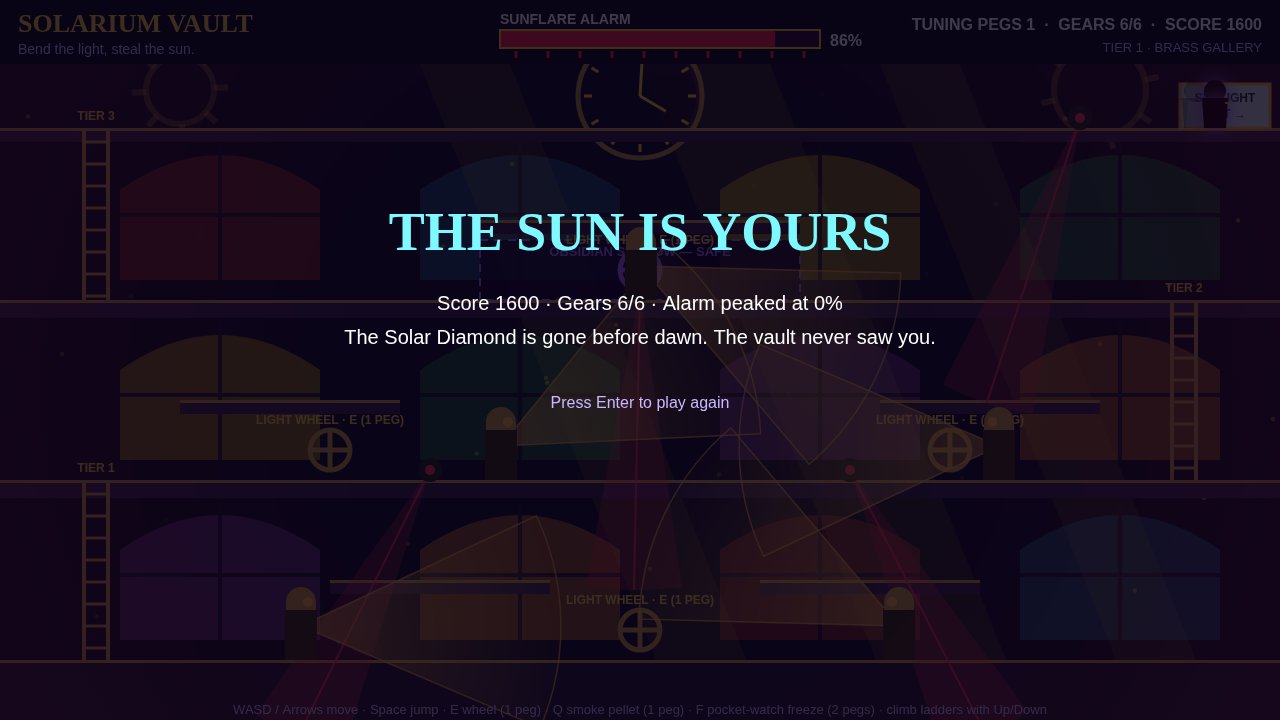 SOLARIUM VAULT
Bend the light, steal the sun.
SUNFLARE ALARM
86%
TUNING PEGS 1 · GEARS 6/6 · SCORE 1600
TIER 1 · BRASS GALLERY
TIER 3
THE SUN IS YOURS
Score 1600 · Gears 6/6 · Alarm peaked at 0%
TIER 2
The Solar Diamond is gone before dawn. The vault never saw you.
Press Enter to play again
LIGHT WHEEL · E (1 PEG)
LIGHT WHEEL · E (
TIER 1
LIGHT WHEEL · E (1 PEG)
WASD / Arrows move · Space jump · E wheel (1 peg) · Q smoke pellet (1 peg) · F pocket-watch freeze (2 pegs) · climb ladders with Up/Down